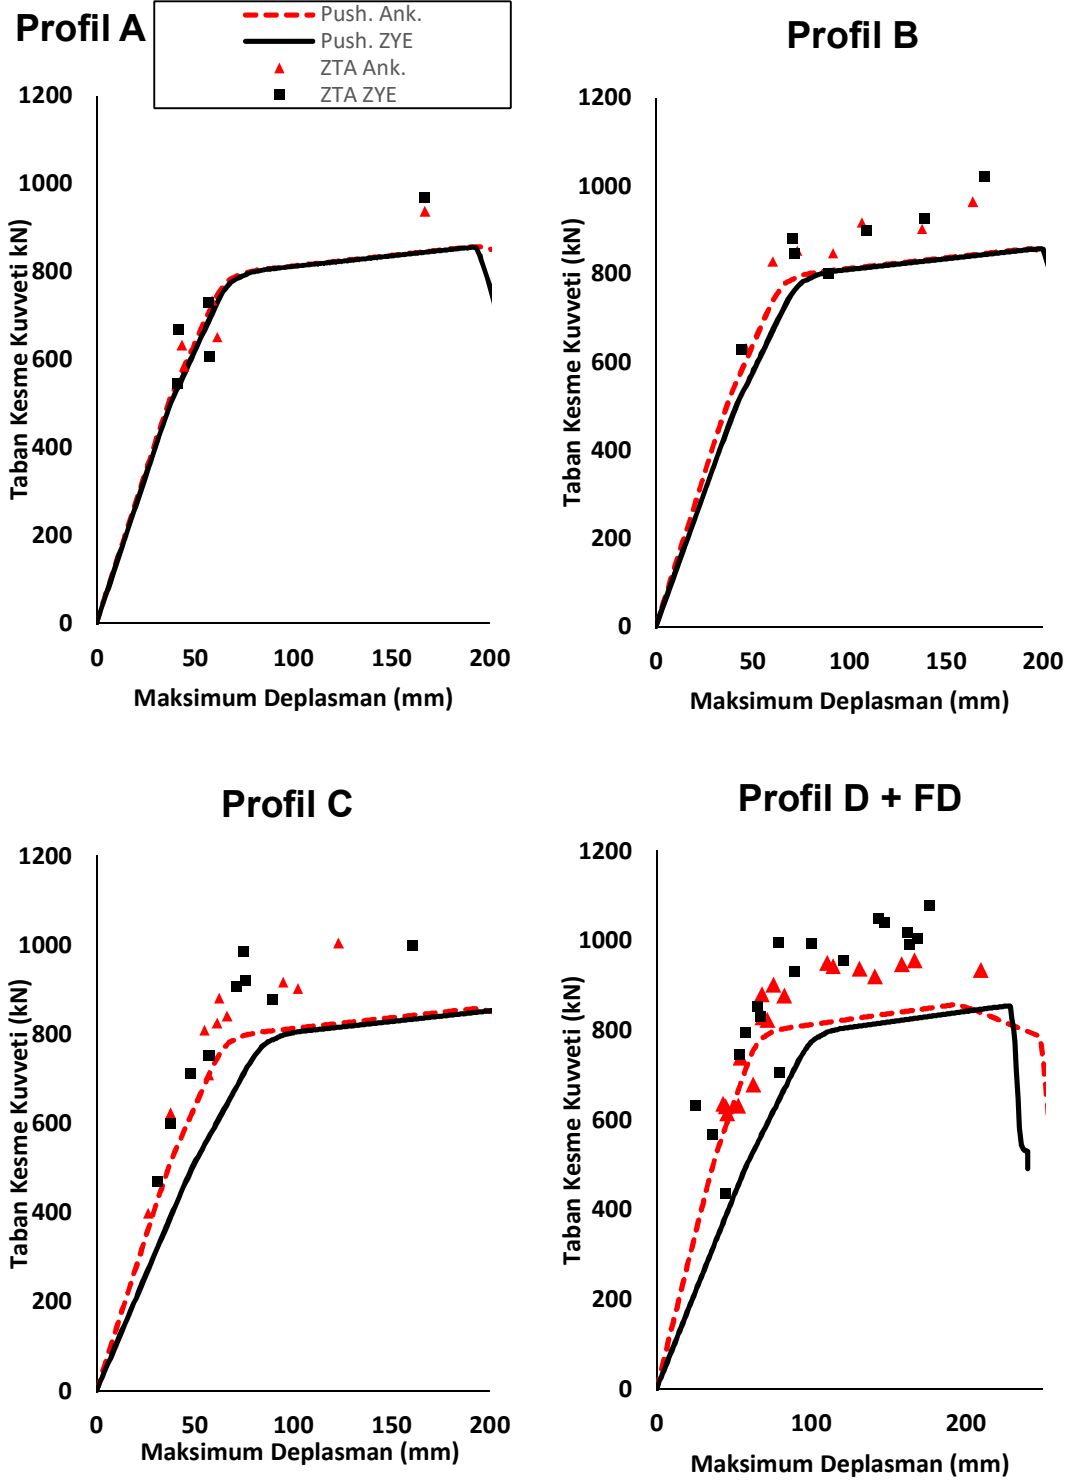 Profil A
Push. Ank.
Push. ZYE
ZTA Ank.
ZTA ZYE
1200
1000
800
600
400
200
0
Taban Kesme Kuvveti kN)
0 50 100 150 200
Maksimum Deplasman (mm)
Profil B
1200
1000
800
600
400
200
0
Taban Kesme Kuvveti (kN)
0 50 100 150 200
Maksimum Deplasman (mm)
Profil C
1200
1000
800
600
400
200
0
Taban Kesme Kuvveti (kN)
0 50 100 150 200
Maksimum Deplasman (mm)
Profil D + FD
1200
1000
800
600
400
200
0
Taban Kesme Kuvveti (kN)
0 100 200
Maksimum Deplasman (mm)